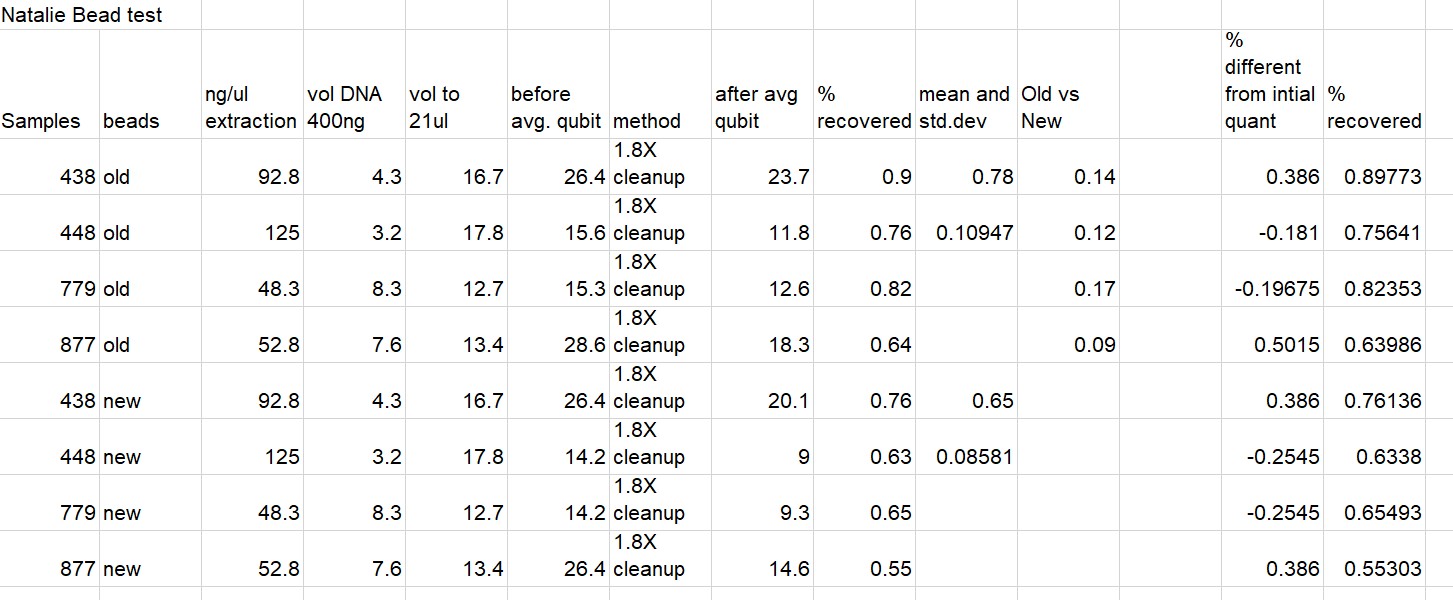 Natalie Bead test
Samples beads ng/ul extraction vol DNA 400ng vol to 21ul before avg. qubit method after avg qubit % recovered mean and std.dev Old vs New % different from intial quant % recovered
438 old 92.8 4.3 16.7 26.4 1.8X cleanup 23.7 0.9 0.78 0.14 0.386 0.89773
448 old 125 3.2 17.8 15.6 1.8X cleanup 11.8 0.76 0.10947 0.12 -0.181 0.75641
779 old 48.3 8.3 12.7 15.3 1.8X cleanup 12.6 0.82 0.17 -0.19675 0.82353
877 old 52.8 7.6 13.4 28.6 1.8X cleanup 18.3 0.64 0.09 0.5015 0.63986
438 new 92.8 4.3 16.7 26.4 1.8X cleanup 20.1 0.76 0.65 0.386 0.76136
448 new 125 3.2 17.8 14.2 1.8X cleanup 9 0.63 0.08581 -0.2545 0.6338
779 new 48.3 8.3 12.7 14.2 1.8X cleanup 9.3 0.65 -0.2545 0.65493
877 new 52.8 7.6 13.4 26.4 1.8X cleanup 14.6 0.55 0.386 0.55303